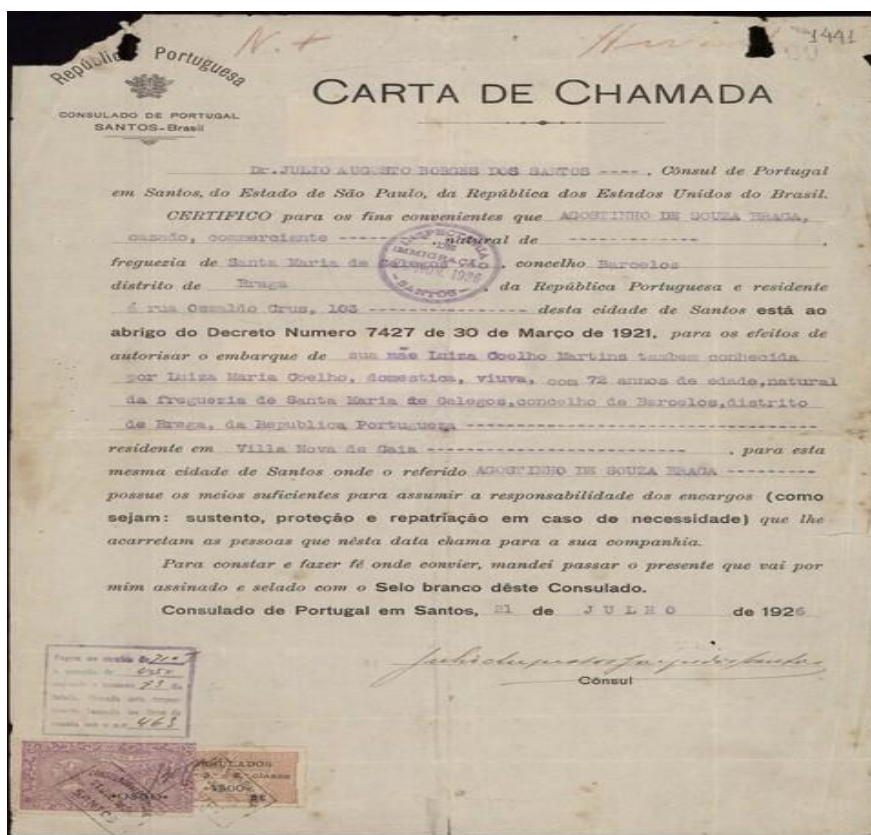 N. +
1441
República Portuguesa
CONSULADO DE PORTUGAL
SANTOS-Brasil
CARTA DE CHAMADA
Dr. JULIO AUGUSTO BORGES DOS SANTOS ----, Cônsul de Portugal
em Santos, do Estado de São Paulo, da República dos Estados Unidos do Brasil.
CERTIFICO para os fins convenientes que AGOSTINHO DE SOUZA BRAGA,
casado, commerciante ---------- natural de -------------,
freguezia de Santa Maria de Galegos, concelho Barcelos
distrito de Braga, da República Portuguesa e residente
á rua Oswaldo Crus, 103 ----------------- desta cidade de Santos está ao
abrigo do Decreto Numero 7427 de 30 de Março de 1921, para os efeitos de
autorisar o embarque de sua mãe Luiza Coelho Martins tambem conhecida
por Luiza Maria Coelho, domestica, viuva, com 72 annos de edade, natural
da freguezia de Santa Maria de Galegos, concelho de Barcelos, distrito
de Braga, da Republica Portugueza -----------------------------------
residente em Villa Nova de Gaia ---------------------------, para esta
mesma cidade de Santos onde o referido AGOSTINHO DE SOUZA BRAGA ---------
possue os meios suficientes para assumir a responsabilidade dos encargos (como
sejam: sustento, proteção e repatriação em caso de necessidade) que lhe
acarretam as pessoas que nésta data chama para a sua companhia.
Para constar e fazer fé onde convier, mandei passar o presente que vai por
mim assinado e selado com o Selo branco dêste Consulado.
Consulado de Portugal em Santos, 21 de JULHO de 1926
Cônsul
INSPECTORIA
DE
IMMIGRAÇÃO
1926
SANTOS
73
463